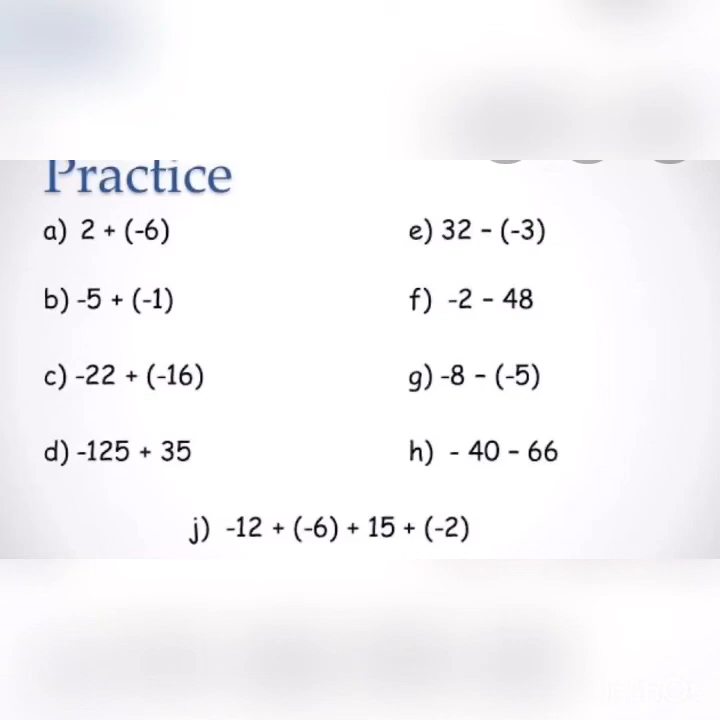 Practice
a) 2 + (-6)
e) 32 - (-3)
b) -5 + (-1)
f) -2 - 48
c) -22 + (-16)
g) -8 - (-5)
d) -125 + 35
h) - 40 - 66
j) -12 + (-6) + 15 + (-2)